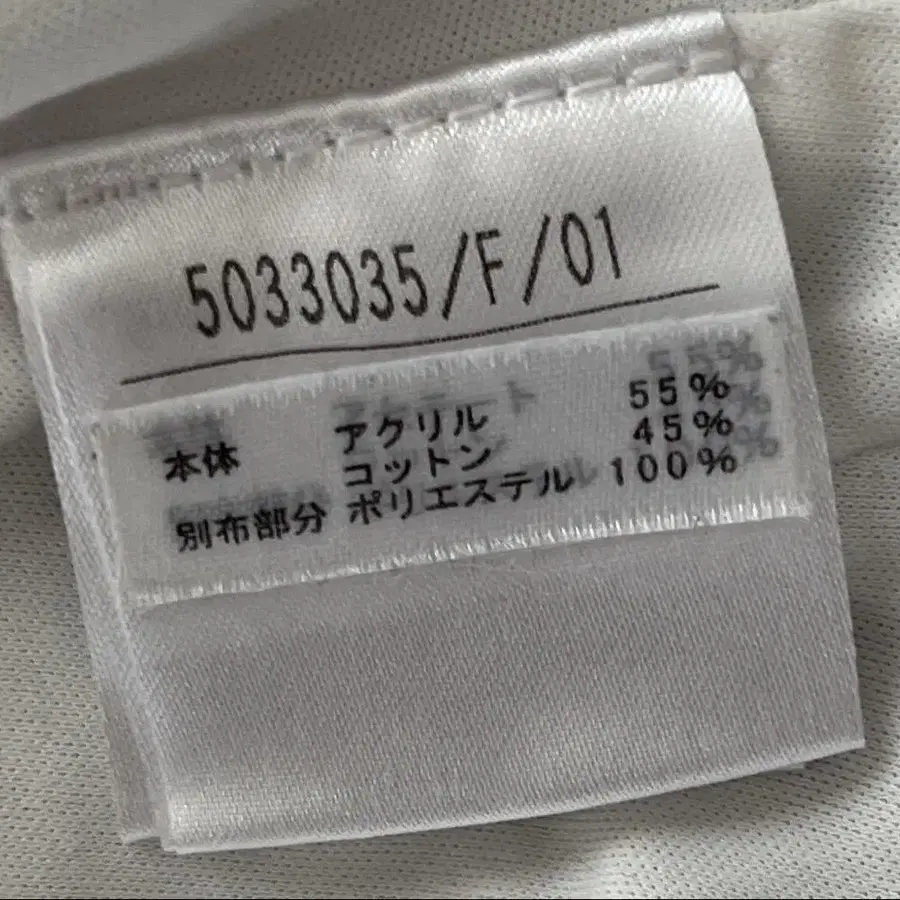 5033035/F/01
本体 アクリル 55%
コットン 45%
別布部分 ポリエステル 100%